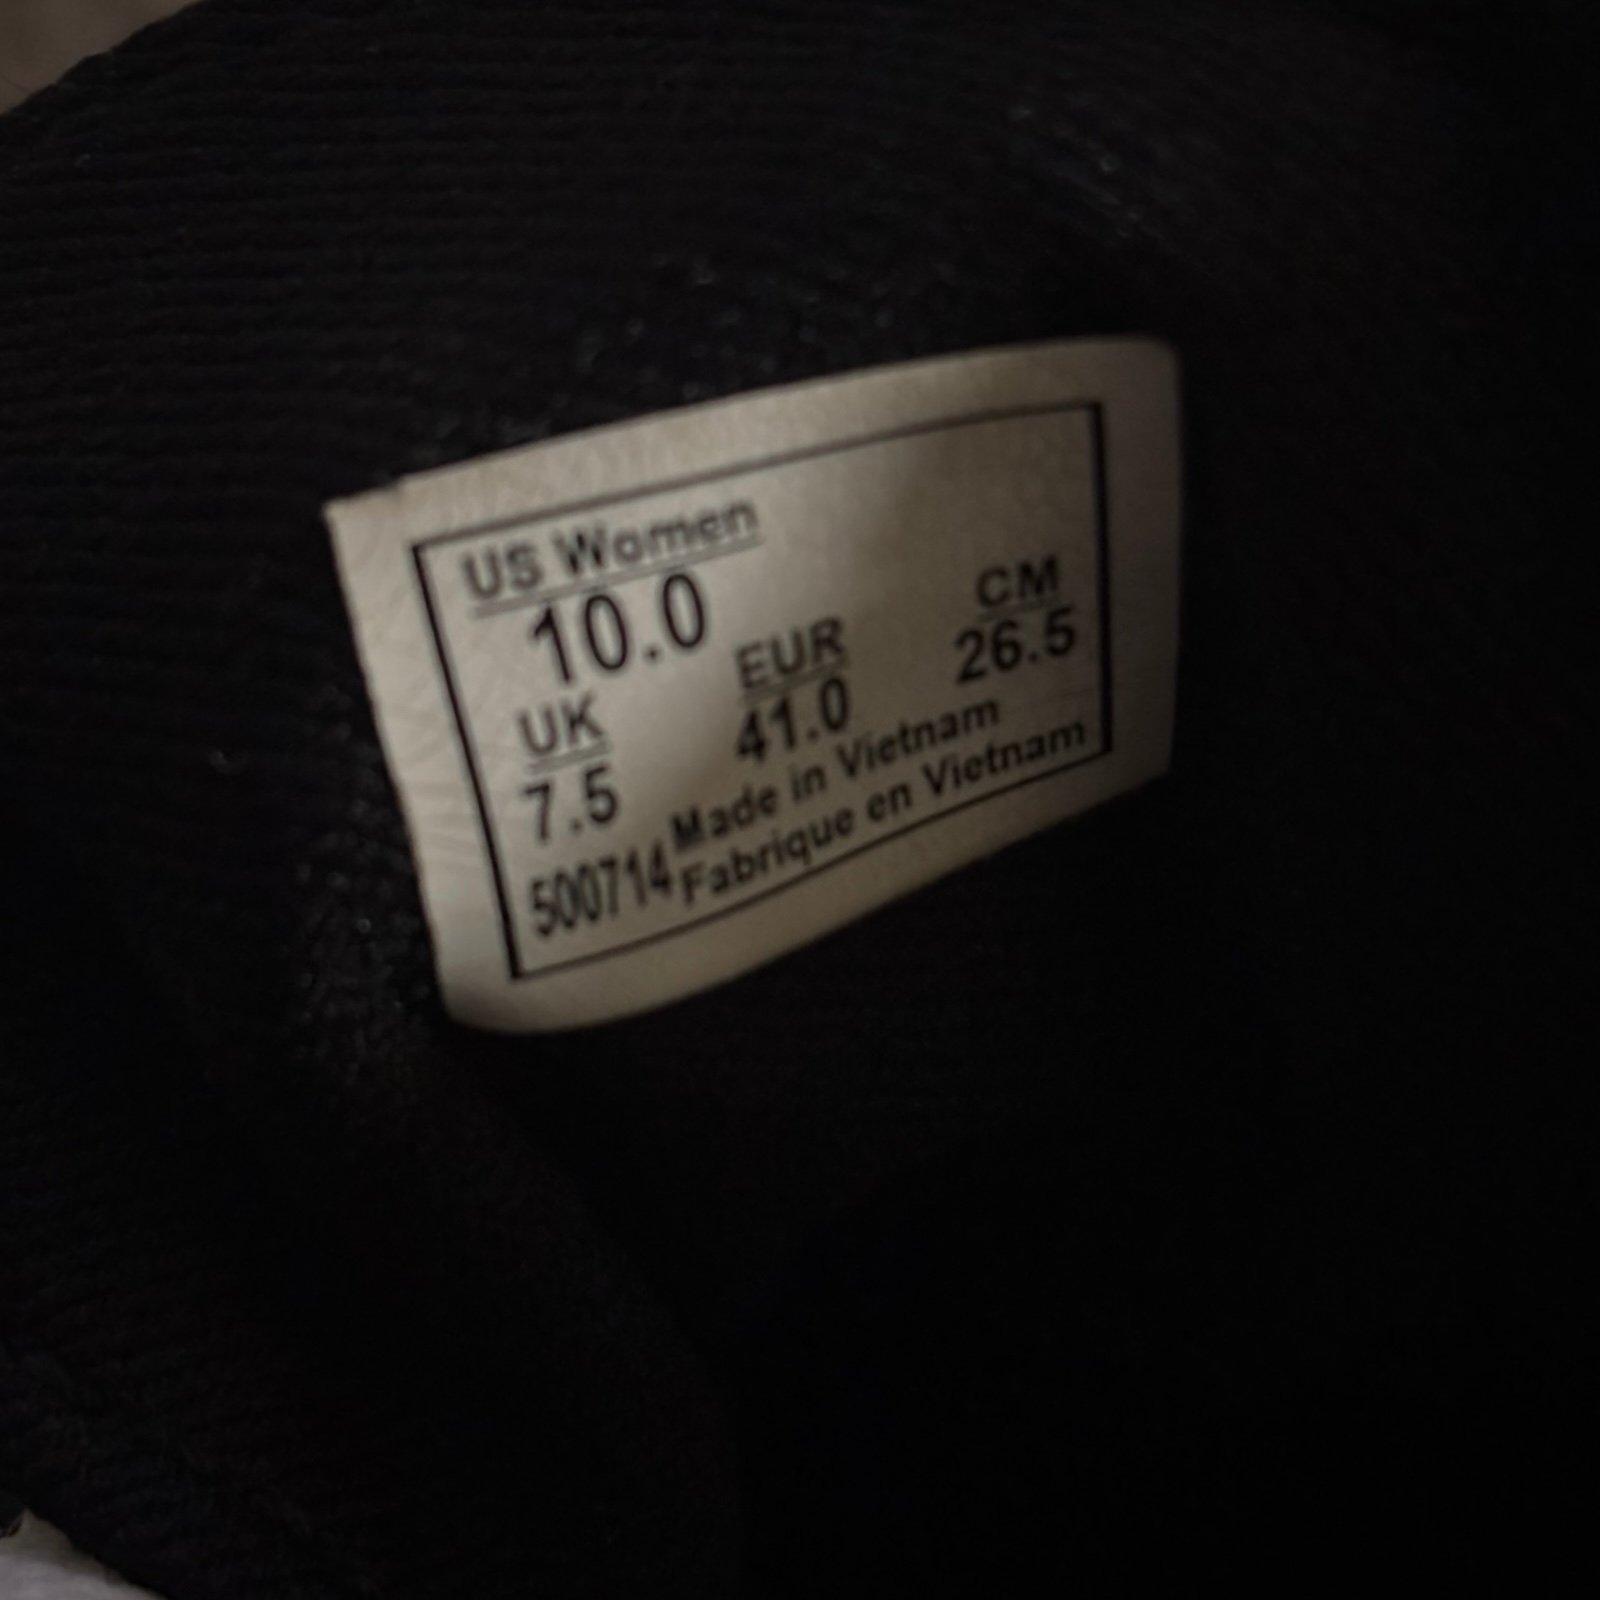 US Women
10.0
UK EUR CM
7.5 41.0 26.5
Made in Vietnam
500714 Fabrique en Vietnam